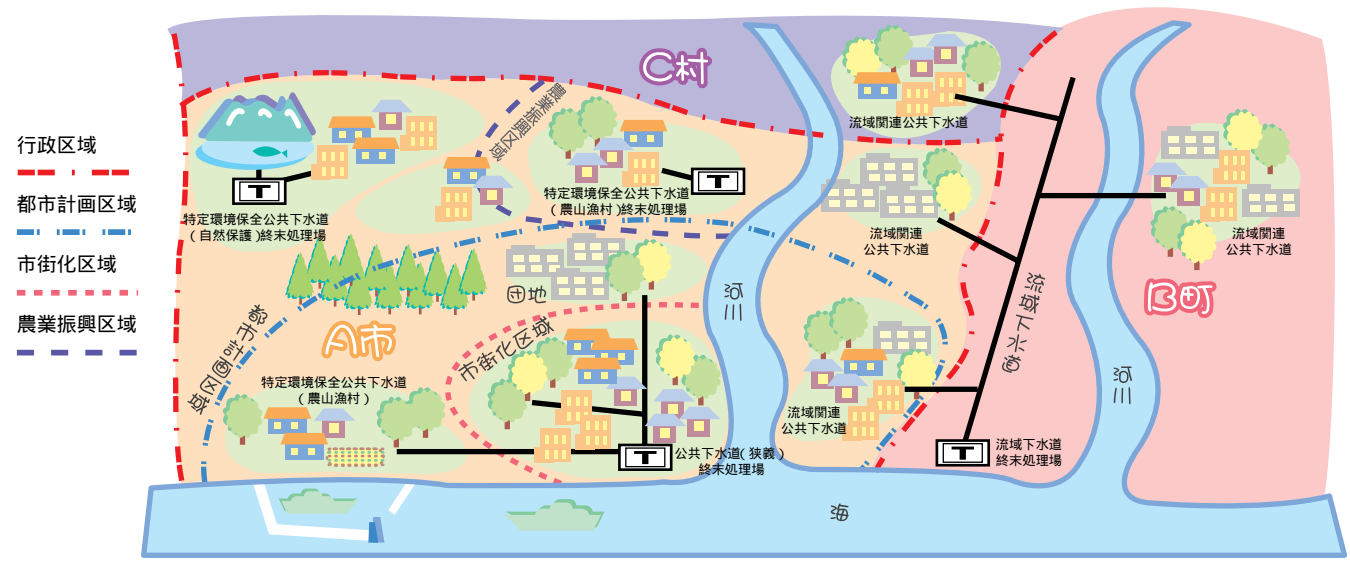 行政区域
都市計画区域
市街化区域
農業振興区域
C村
農業振興区域
流域関連公共下水道
特定環境保全公共下水道
(自然保護)終末処理場
特定環境保全公共下水道
(農山漁村)終末処理場
流域関連
公共下水道
流域関連
公共下水道
団地
河川
流域下水道
B町
都市計画区域
A市
市街化区域
河川
特定環境保全公共下水道
(農山漁村)
流域関連
公共下水道
公共下水道(狭義)
終末処理場
流域下水道
終末処理場
海